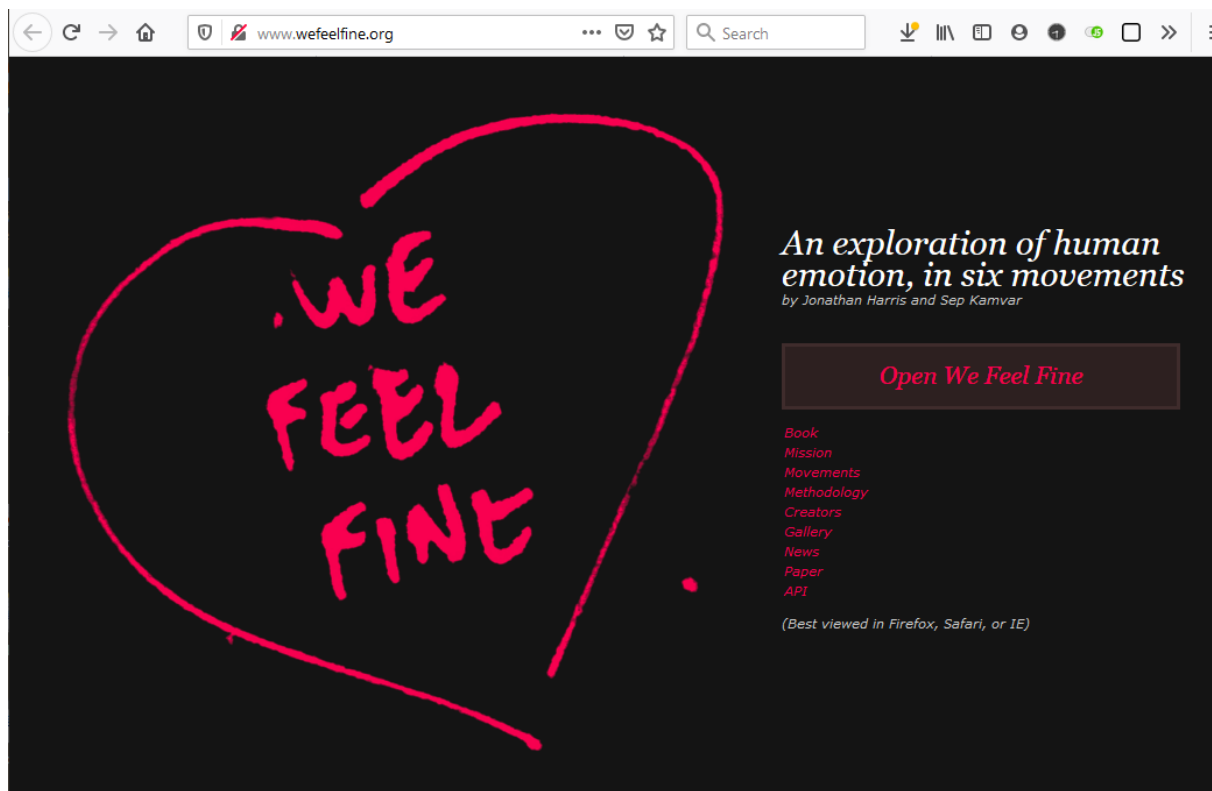 www.wefeelfine.org
Search
.WE
FEEL
FINE
An exploration of human
emotion, in six movements
by Jonathan Harris and Sep Kamvar
Open We Feel Fine
Book
Mission
Movements
Methodology
Creators
Gallery
News
Paper
API
(Best viewed in Firefox, Safari, or IE)